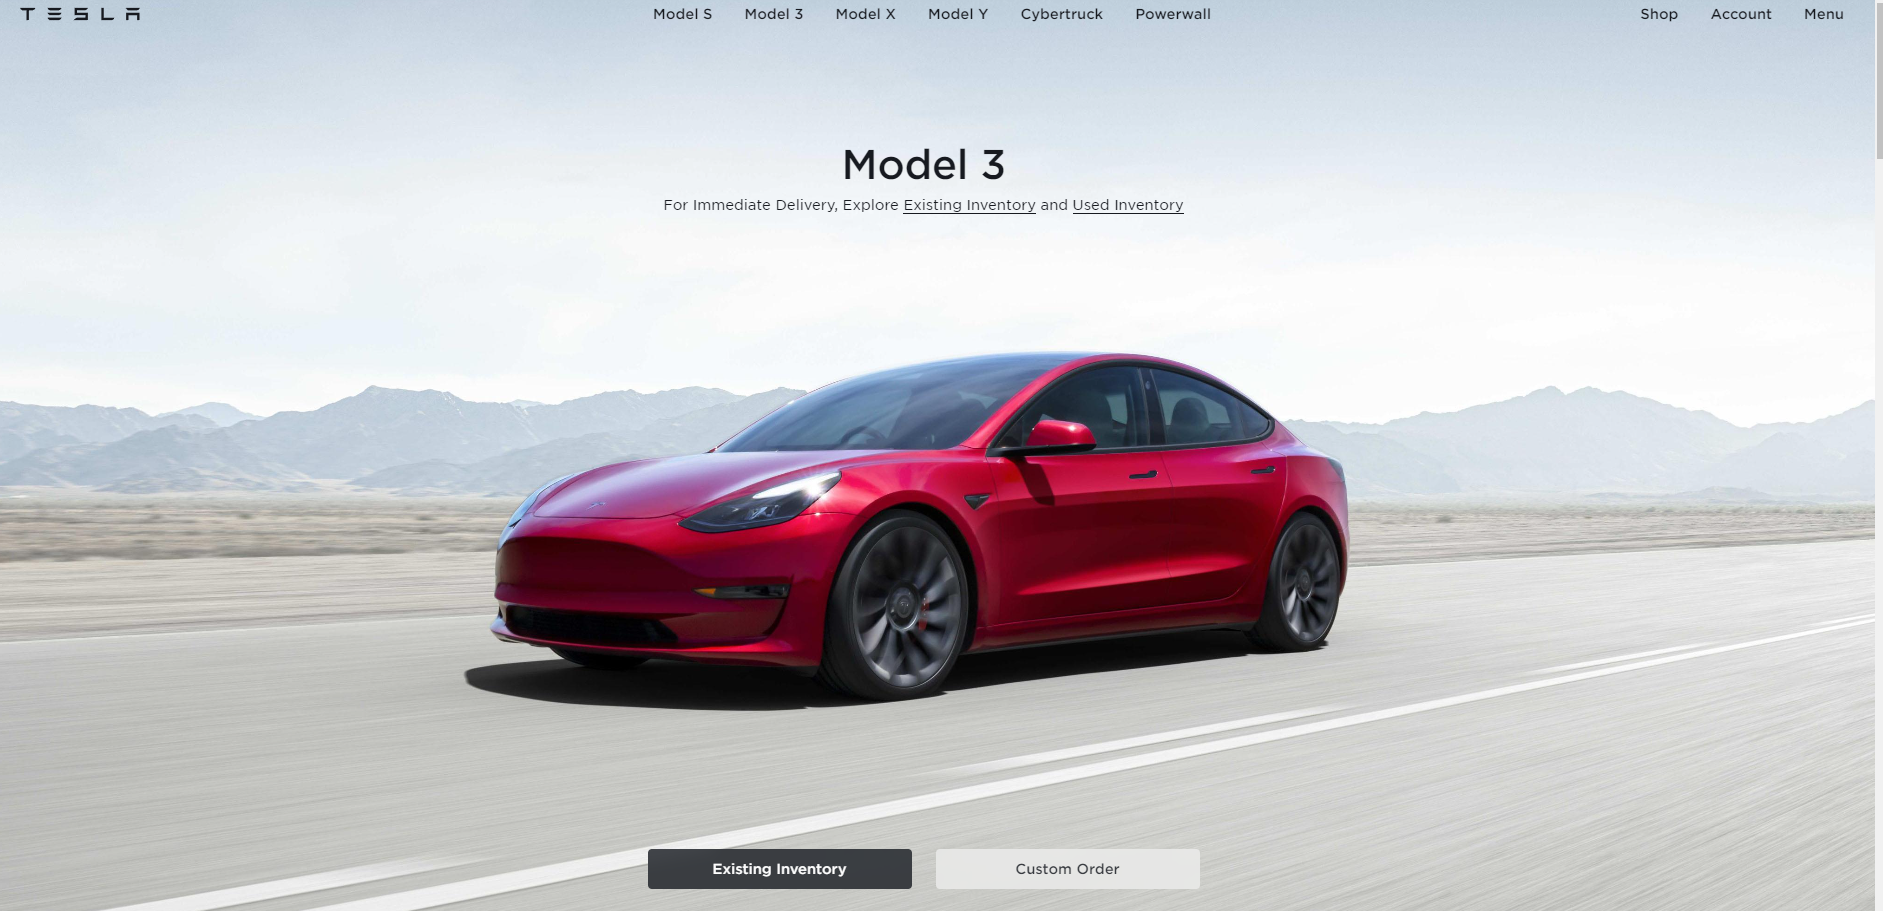 TESLA
Model S Model 3 Model X Model Y Cybertruck Powerwall
Shop Account Menu
Model 3
For Immediate Delivery, Explore Existing Inventory and Used Inventory
Existing Inventory
Custom Order